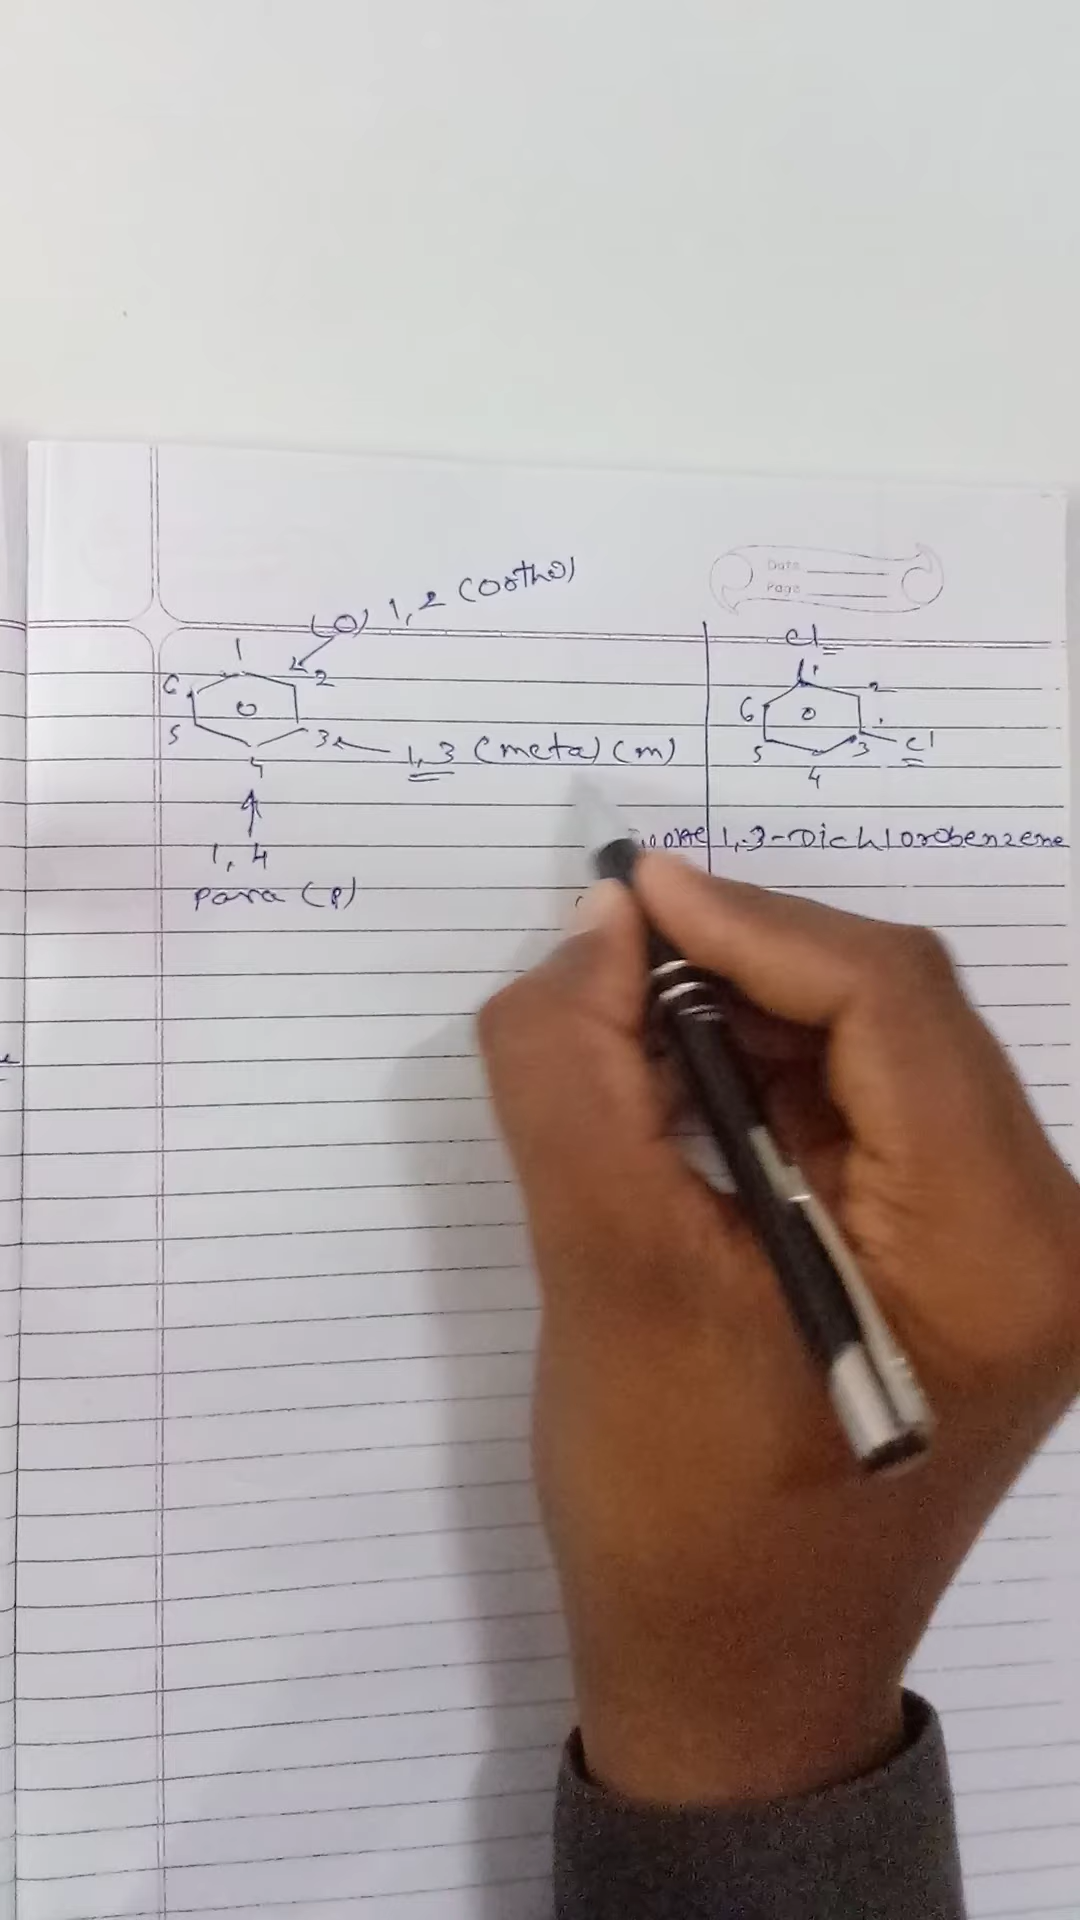 (O) 1, 2 (Ortho)
Date
Page
1
2
3
4
5
6
1, 3 (meta) (m)
1, 4
para (p)
Cl
1
2
3
4
5
6
Cl
1,3-Dichlorobenzene